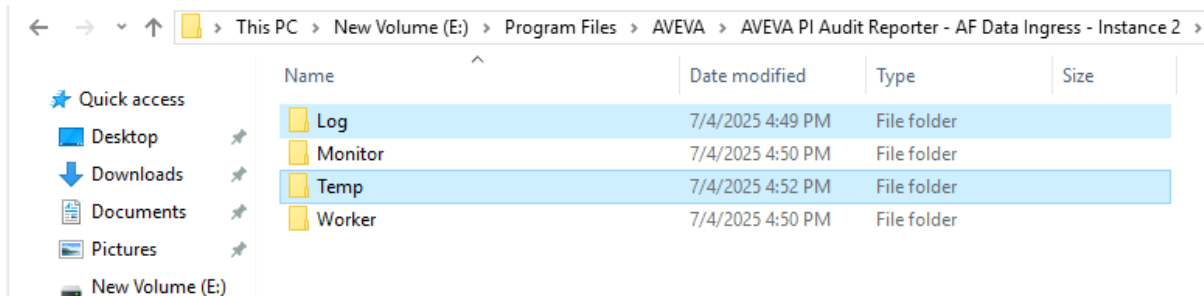 This PC > New Volume (E:) > Program Files > AVEVA > AVEVA PI Audit Reporter - AF Data Ingress - Instance 2 >
Name Date modified Type Size
Quick access
Log 7/4/2025 4:49 PM File folder
Desktop
Monitor 7/4/2025 4:50 PM File folder
Downloads
Temp 7/4/2025 4:52 PM File folder
Documents
Worker 7/4/2025 4:50 PM File folder
Pictures
New Volume (E:)